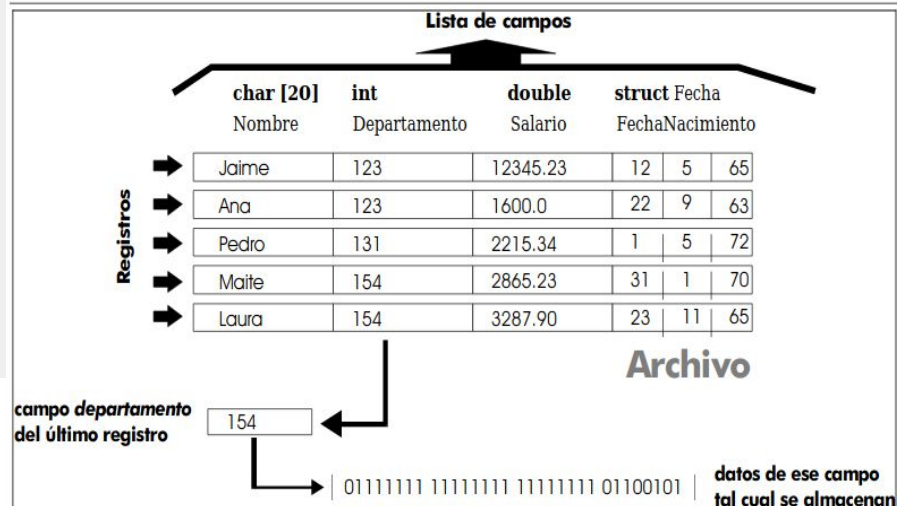 Lista de campos
char [20] int double struct Fecha
Nombre Departamento Salario FechaNacimiento
Registros
Jaime 123 12345.23 12 5 65
Ana 123 1600.0 22 9 63
Pedro 131 2215.34 1 5 72
Maite 154 2865.23 31 1 70
Laura 154 3287.90 23 11 65
Archivo
campo departamento
del último registro
154
01111111 11111111 11111111 01100101
datos de ese campo
tal cual se almacenan